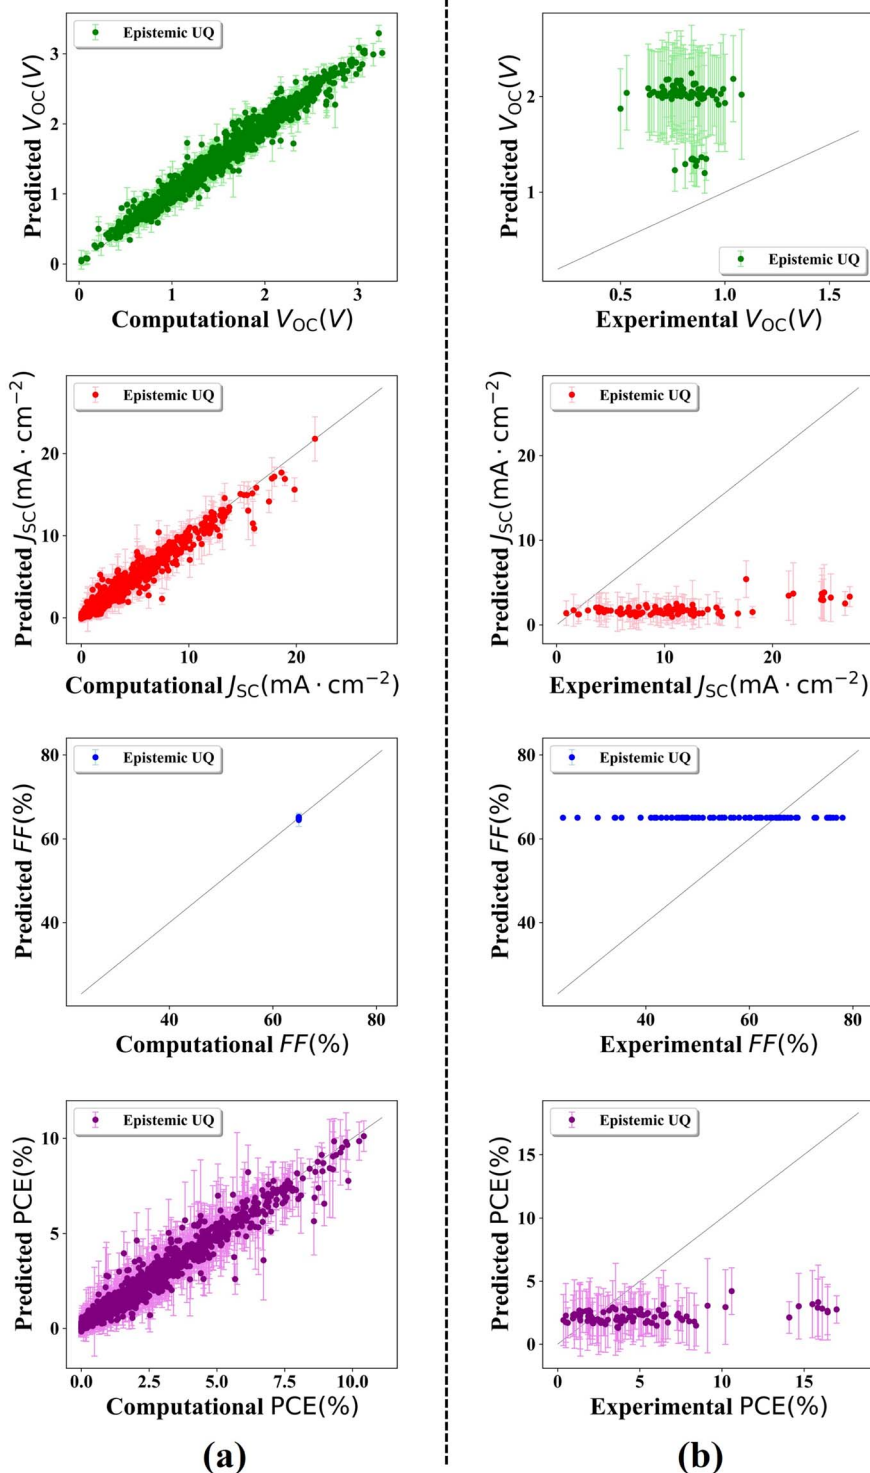 Epistemic UQ
Predicted V_OC(V)
3
2
1
0
0
1
2
3
Computational V_OC(V)
Epistemic UQ
Predicted V_OC(V)
2
1
0.5
1.0
1.5
Experimental V_OC(V)
Epistemic UQ
Predicted J_SC(mA · cm⁻²)
20
10
0
0
10
20
Computational J_SC(mA · cm⁻²)
Epistemic UQ
Predicted J_SC(mA · cm⁻²)
20
10
0
0
10
20
Experimental J_SC(mA · cm⁻²)
Epistemic UQ
Predicted FF(%)
80
60
40
40
60
80
Computational FF(%)
Epistemic UQ
Predicted FF(%)
80
60
40
40
60
80
Experimental FF(%)
Epistemic UQ
Predicted PCE(%)
10
5
0
0.0
2.5
5.0
7.5
10.0
Computational PCE(%)
Epistemic UQ
Predicted PCE(%)
15
10
5
0
0
5
10
15
Experimental PCE(%)
(a)
(b)